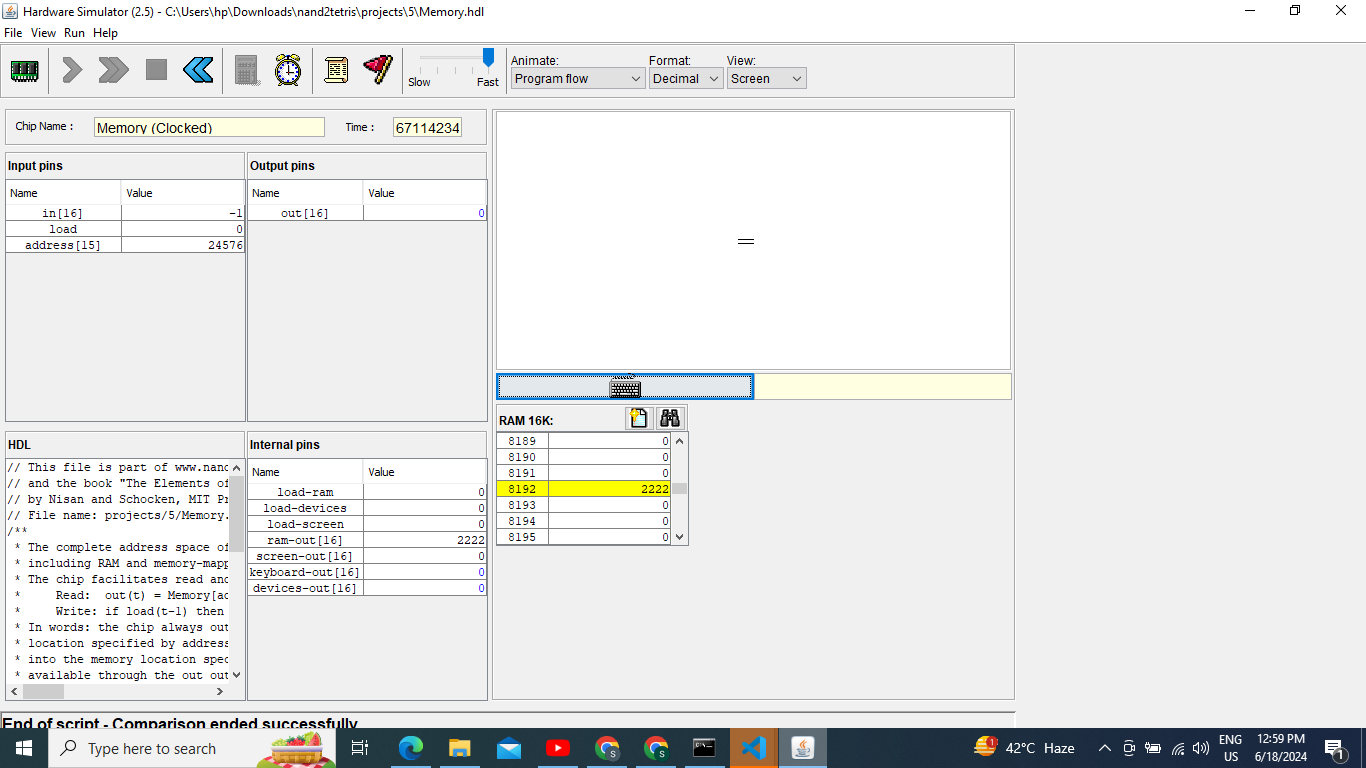 Hardware Simulator (2.5) - C:\Users\hp\Downloads\nand2tetris\projects\5\Memory.hdl
File View Run Help
Slow Fast
Animate: Format: View:
Program flow Decimal Screen
Chip Name : Memory (Clocked) Time : 67114234
Input pins
Name Value
in[16] -1
load 0
address[15] 24576
Output pins
Name Value
out[16] 0
HDL
// This file is part of www.nand
// and the book "The Elements of
// by Nisan and Schocken, MIT Pr
// File name: projects/5/Memory.
/**
* The complete address space of
* including RAM and memory-mapp
* The chip facilitates read and
* Read: out(t) = Memory[ad
* Write: if load(t-1) then
* In words: the chip always out
* location specified by address
* into the memory location spec
* available through the out out
Internal pins
Name Value
load-ram 0
load-devices 0
load-screen 0
ram-out[16] 2222
screen-out[16] 0
keyboard-out[16] 0
devices-out[16] 0
RAM 16K:
8189 0
8190 0
8191 0
8192 2222
8193 0
8194 0
8195 0
End of script - Comparison ended successfully
Type here to search
1
42°C Haze
ENG
US
12:59 PM
6/18/2024
1